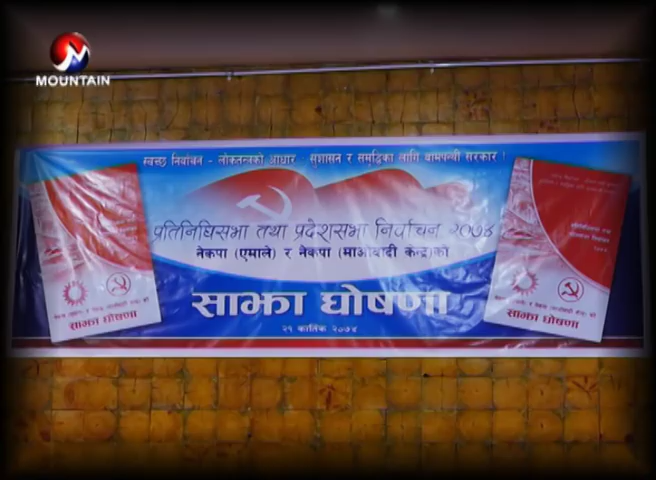 MOUNTAIN
स्वच्छ निर्वाचन - लोकतन्त्रको आधार - सुशासन र समृद्धिका लागि वामपन्थी सरकार !
प्रतिनिधिसभा तथा प्रदेशसभा निर्वाचन २०७४
नेकपा (एमाले) र नेकपा (माओवादी केन्द्र)को
साझा घोषणा
२१ कार्तिक २०७४
साझा घोषणा
साझा घोषणा